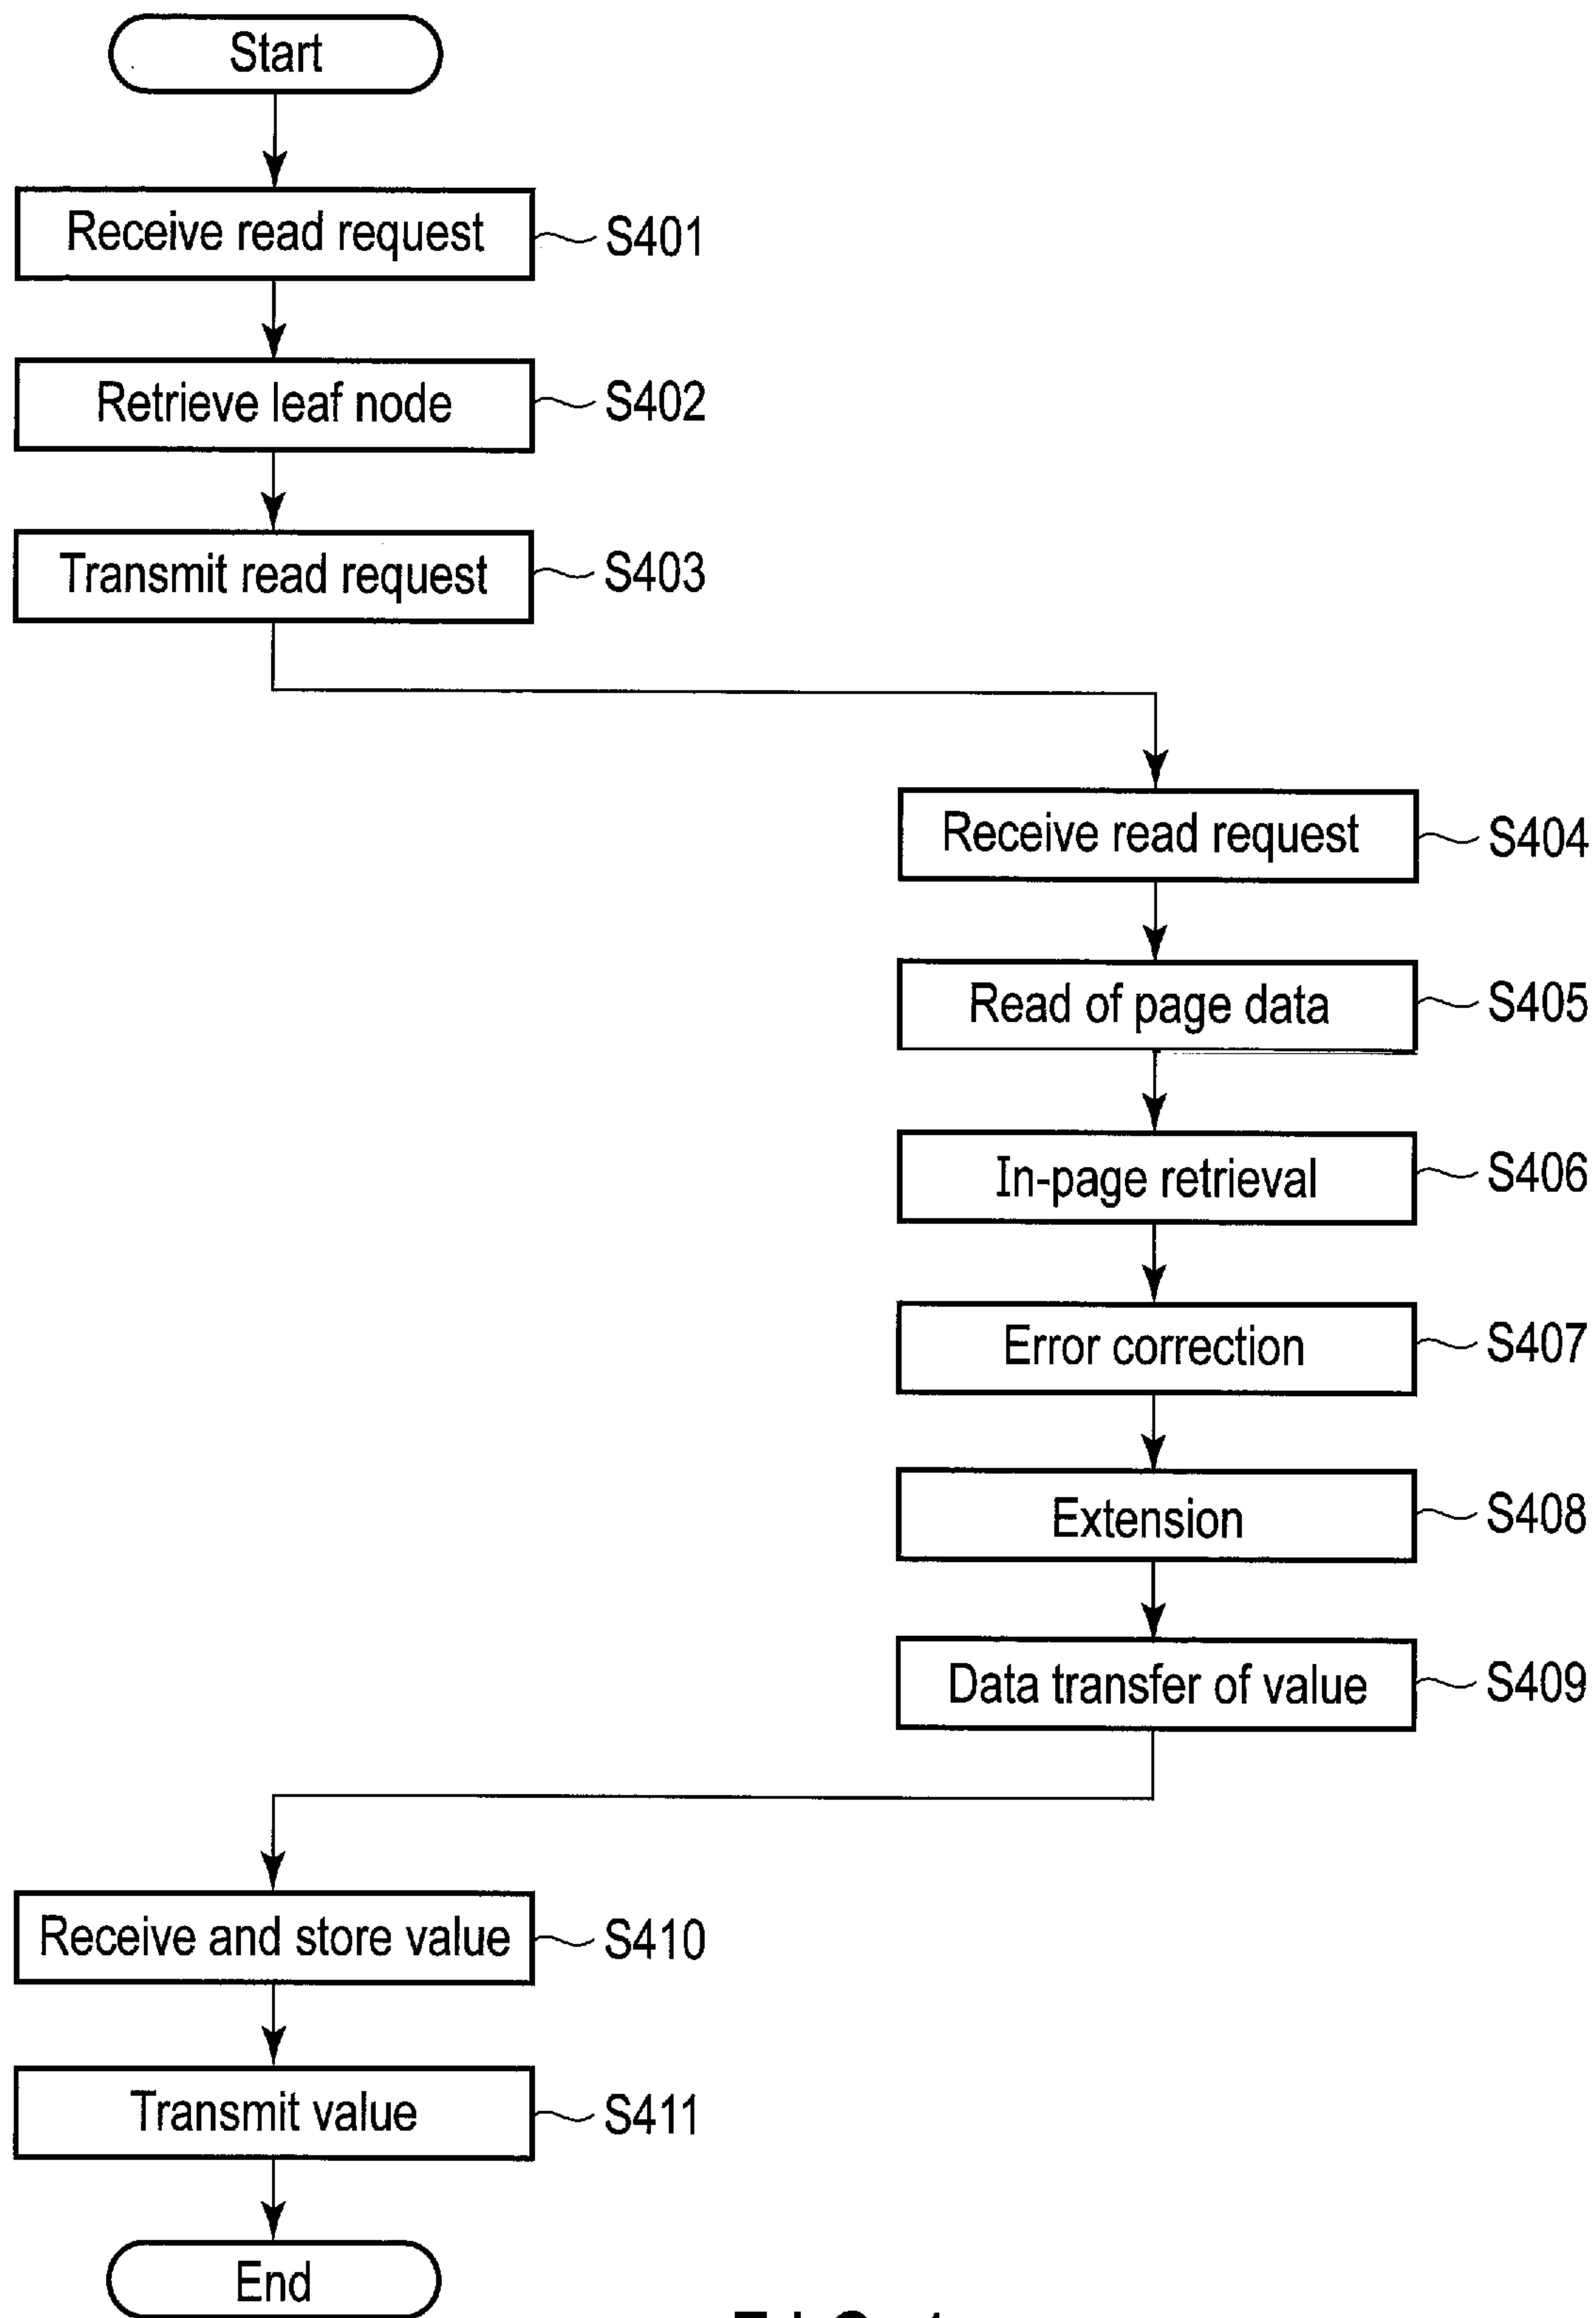 Start
Receive read request
S401
Retrieve leaf node
S402
Transmit read request
S403
Receive read request
S404
Read of page data
S405
In-page retrieval
S406
Error correction
S407
Extension
S408
Data transfer of value
S409
Receive and store value
S410
Transmit value
S411
End